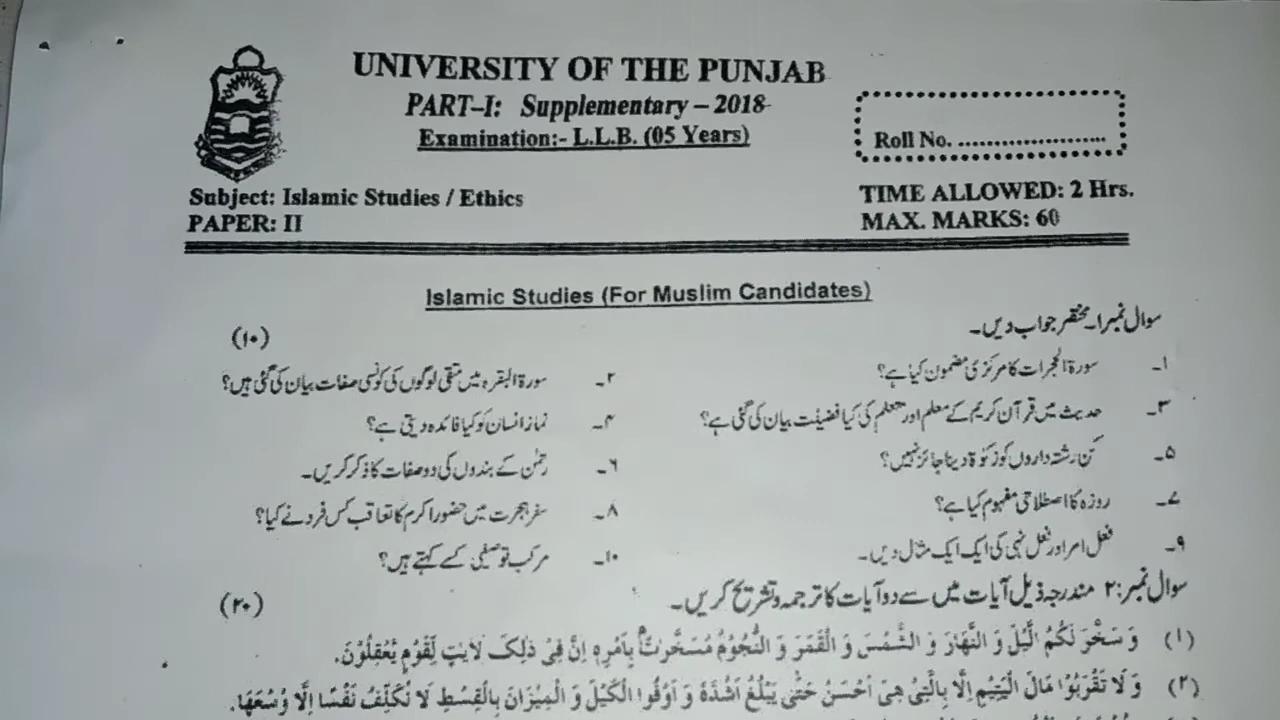 UNIVERSITY OF THE PUNJAB
PART–I: Supplementary – 2018
Examination:- L.L.B. (05 Years)
Roll No. ......................
Subject: Islamic Studies / Ethics
TIME ALLOWED: 2 Hrs.
PAPER: II
MAX. MARKS: 60
Islamic Studies (For Muslim Candidates)
سوال نمبر۱۔ مختصر جواب دیں۔ (۱۰)
۱۔ سورۃ الحجرات کا مرکزی مضمون کیا ہے؟
۲۔ سورۃ البقرہ میں متقی لوگوں کی کونسی صفات بیان کی گئی ہیں؟
۳۔ حدیث میں قرآن کریم کے معلم اور متعلم کی کیا فضیلت بیان کی گئی ہے؟
۴۔ نماز انسان کو کیا فائدہ دیتی ہے؟
۵۔ کن رشتہ داروں کو زکوٰۃ دینا جائز نہیں؟
۶۔ رحمٰن کے بندوں کی دو صفات کا ذکر کریں۔
۷۔ روزہ کا اصطلاحی مفہوم کیا ہے؟
۸۔ سفر ہجرت میں حضور اکرم کا تعاقب کس فرد نے کیا؟
۹۔ فعل امر اور فعل نہی کی ایک ایک مثال دیں۔
۱۰۔ مرکب توصیفی کسے کہتے ہیں؟
سوال نمبر:۲ مندرجہ ذیل آیات میں سے دو آیات کا ترجمہ و تشریح کریں۔ (۲۰)
(۱) وَ سَخَّرَ لَكُمُ الَّيْلَ وَ النَّهَارَ وَ الشَّمْسَ وَ الْقَمَرَ وَ النُّجُوْمُ مُسَخَّرٰتٌۢ بِاَمْرِهٖ اِنَّ فِيْ ذٰلِكَ لَاٰيٰتٍ لِّقَوْمٍ يَّعْقِلُوْنَ.
(۲) وَ لَا تَقْرَبُوْا مَالَ الْيَتِيْمِ اِلَّا بِالَّتِيْ هِيَ اَحْسَنُ حَتّٰى يَبْلُغَ اَشُدَّهٗ وَ اَوْفُوا الْكَيْلَ وَ الْمِيْزَانَ بِالْقِسْطِ لَا نُكَلِّفُ نَفْسًا اِلَّا وُسْعَهَا.